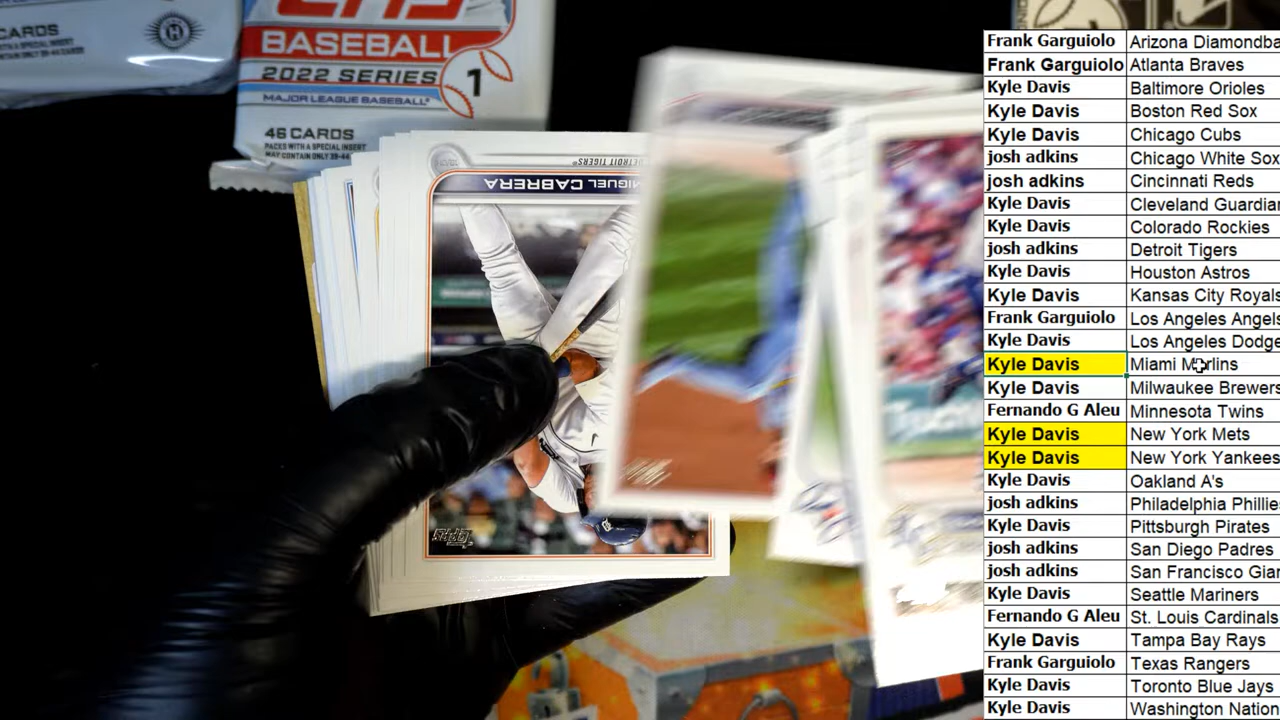 CARDS
BASEBALL
2022 SERIES 1
MAJOR LEAGUE BASEBALL
46 CARDS
DETROIT TIGERS
MIGUEL CABRERA
Frank Garguiolo Arizona Diamondba
Frank Garguiolo Atlanta Braves
Kyle Davis Baltimore Orioles
Kyle Davis Boston Red Sox
Kyle Davis Chicago Cubs
josh adkins Chicago White Sox
josh adkins Cincinnati Reds
Kyle Davis Cleveland Guardian
Kyle Davis Colorado Rockies
josh adkins Detroit Tigers
Kyle Davis Houston Astros
Kyle Davis Kansas City Royals
Frank Garguiolo Los Angeles Angels
Kyle Davis Los Angeles Dodge
Kyle Davis Miami Marlins
Kyle Davis Milwaukee Brewers
Fernando G Aleu Minnesota Twins
Kyle Davis New York Mets
Kyle Davis New York Yankees
Kyle Davis Oakland A's
josh adkins Philadelphia Phillies
Kyle Davis Pittsburgh Pirates
josh adkins San Diego Padres
josh adkins San Francisco Gian
Kyle Davis Seattle Mariners
Fernando G Aleu St. Louis Cardinals
Kyle Davis Tampa Bay Rays
Frank Garguiolo Texas Rangers
Kyle Davis Toronto Blue Jays
Kyle Davis Washington Nation